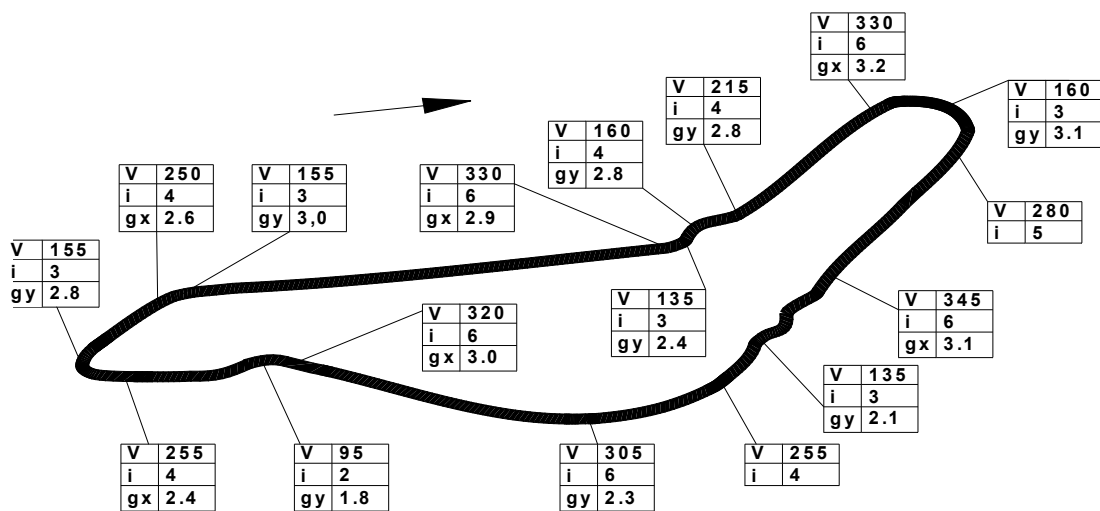 V 330
i 6
gx 3.2
V 215
i 4
gy 2.8
V 160
i 3
gy 3.1
V 160
i 4
gy 2.8
V 250
i 4
gx 2.6
V 155
i 3
gy 3,0
V 330
i 6
gx 2.9
V 280
i 5
V 155
i 3
gy 2.8
V 135
i 3
gy 2.4
V 345
i 6
gx 3.1
V 320
i 6
gx 3.0
V 135
i 3
gy 2.1
V 255
i 4
gx 2.4
V 95
i 2
gy 1.8
V 305
i 6
gy 2.3
V 255
i 4